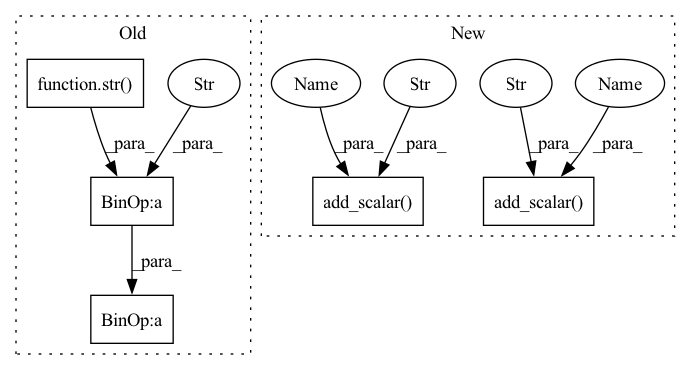 Old
New
function.str()
Str
Name
Str
Str
Name
_para_
_para_
_para_
_para_
_para_
_para_
BinOp:a
add_scalar()
add_scalar()
_para_
BinOp:a